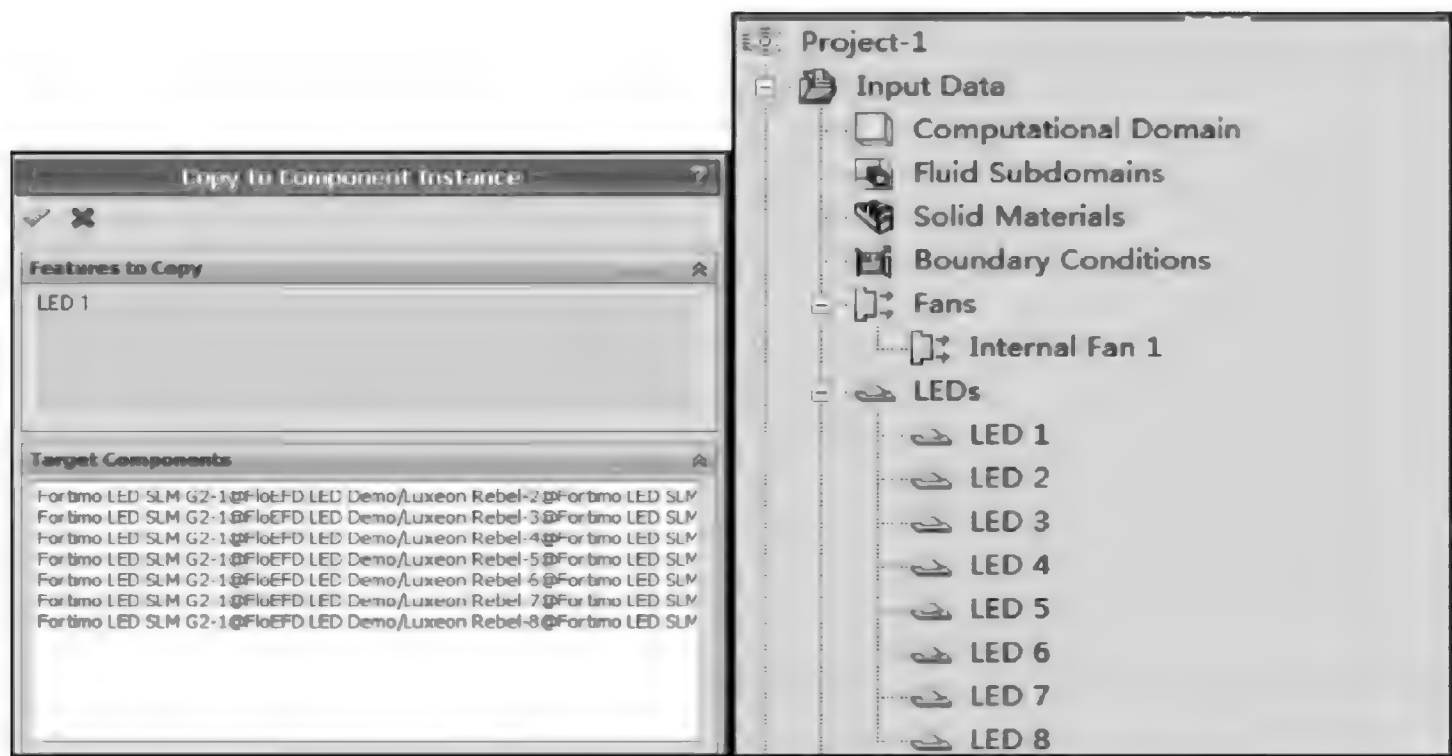 Copy to Component Instance ?
Features to Copy
LED 1
Target Components
Fortimo LED SLM G2-1@FloEFD LED Demo/Luxeon Rebel-2@Fortimo LED SLM
Fortimo LED SLM G2-1@FloEFD LED Demo/Luxeon Rebel-3@Fortimo LED SLM
Fortimo LED SLM G2-1@FloEFD LED Demo/Luxeon Rebel-4@Fortimo LED SLM
Fortimo LED SLM G2-1@FloEFD LED Demo/Luxeon Rebel-5@Fortimo LED SLM
Fortimo LED SLM G2-1@FloEFD LED Demo/Luxeon Rebel-6@Fortimo LED SLM
Fortimo LED SLM G2-1@FloEFD LED Demo/Luxeon Rebel-7@Fortimo LED SLM
Fortimo LED SLM G2-1@FloEFD LED Demo/Luxeon Rebel-8@Fortimo LED SLM
Project-1
Input Data
Computational Domain
Fluid Subdomains
Solid Materials
Boundary Conditions
Fans
Internal Fan 1
LEDs
LED 1
LED 2
LED 3
LED 4
LED 5
LED 6
LED 7
LED 8